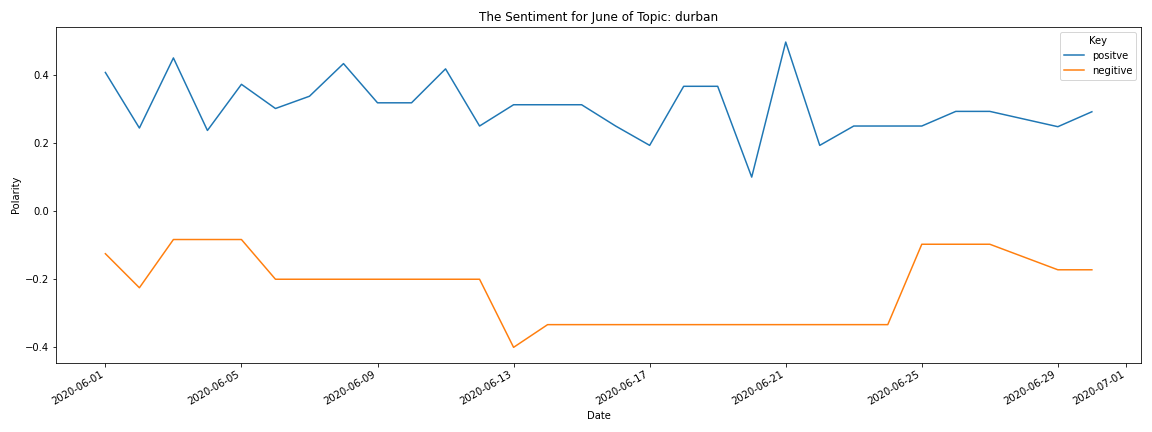 The Sentiment for June of Topic: durban
Key
positve
negitive
Polarity
0.4
0.2
0.0
−0.2
−0.4
2020-06-01
2020-06-05
2020-06-09
2020-06-13
2020-06-17
2020-06-21
2020-06-25
2020-06-29
2020-07-01
Date